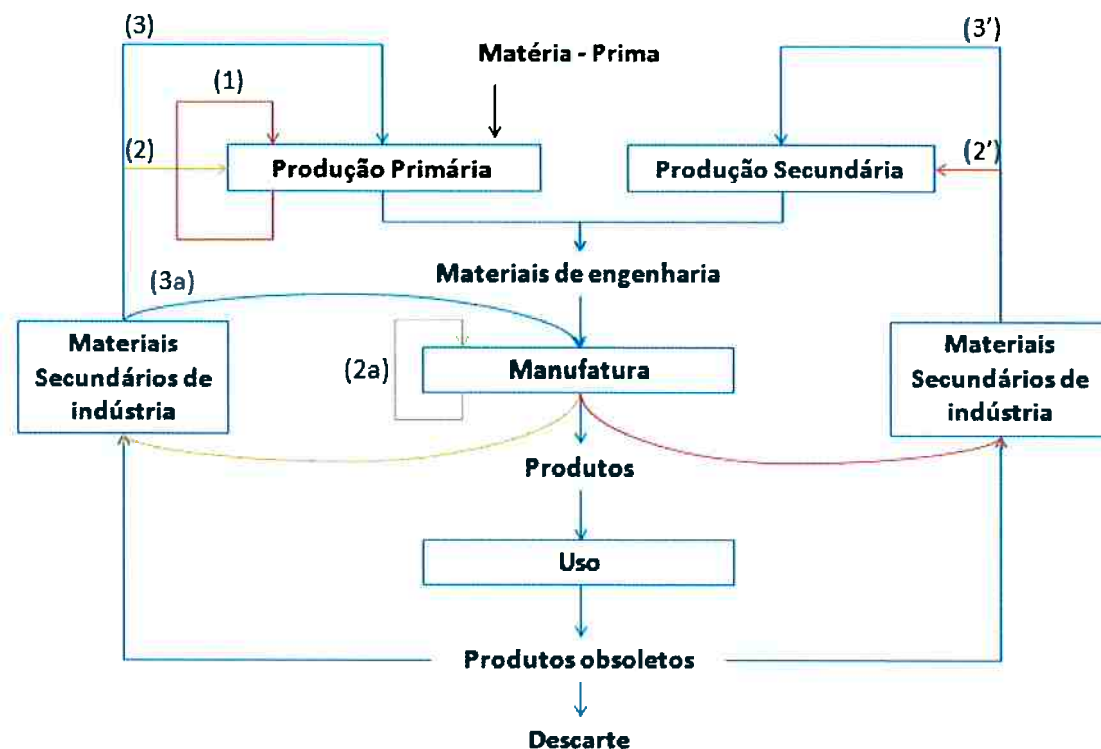 (3)
(3’)
Matéria - Prima
(1)
(2)
Produção Primária
Produção Secundária
(2’)
Materiais de engenharia
(3a)
Materiais
Secundários de
indústria
(2a)
Manufatura
Materiais
Secundários de
indústria
Produtos
Uso
Produtos obsoletos
Descarte